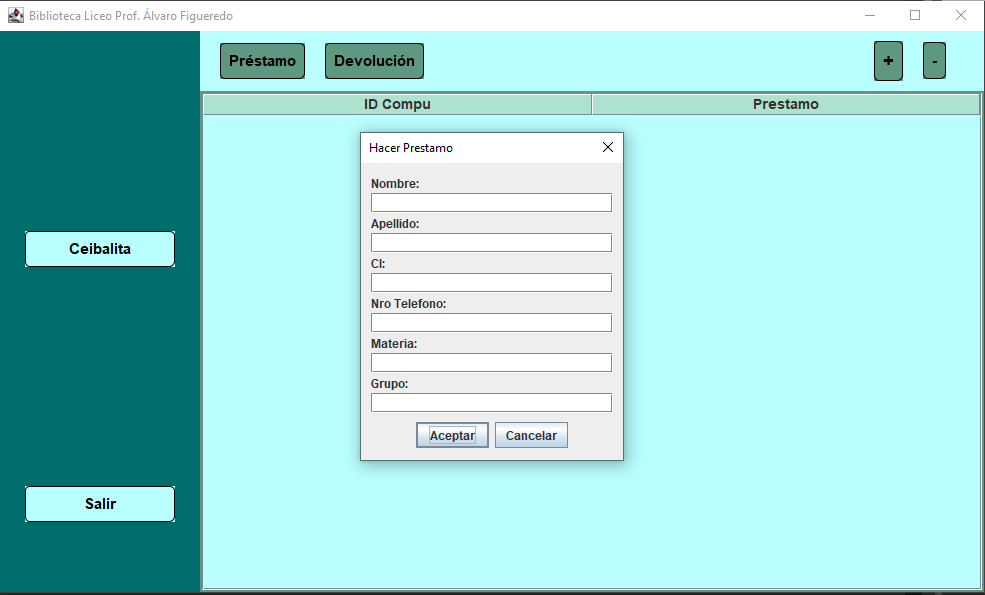 Biblioteca Liceo Prof. Álvaro Figueredo
Préstamo Devolución + -
ID Compu Prestamo
Hacer Prestamo
Nombre:
Apellido:
CI:
Nro Telefono:
Materia:
Grupo:
Aceptar Cancelar
Ceibalita
Salir